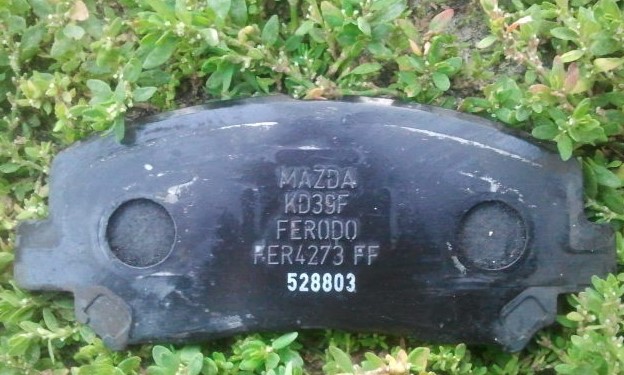 MAZDA
KD39F
FERODO
FER4273 FF
528803